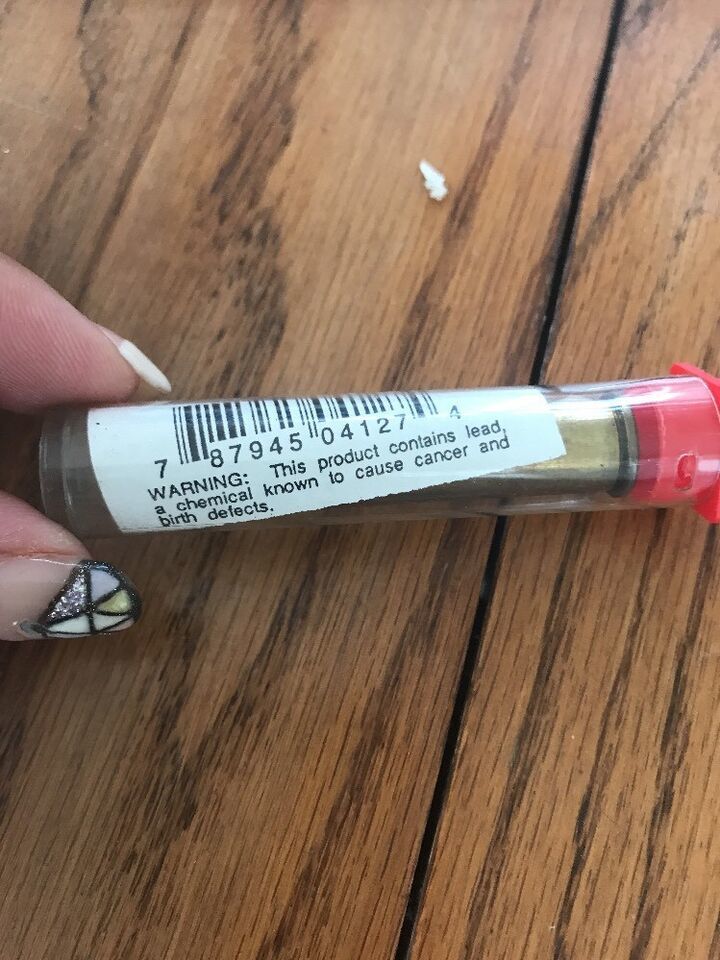 7 87945 04127 4
WARNING: This product contains lead,
a chemical known to cause cancer and
birth defects.